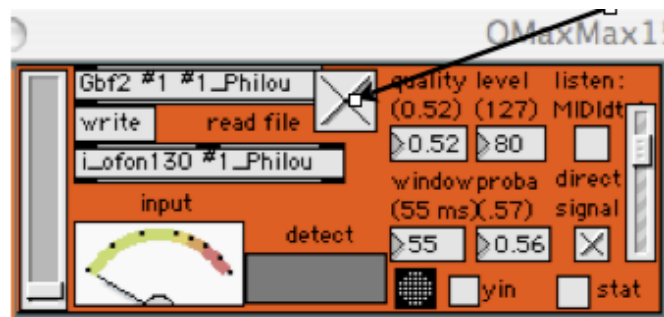 OMaxMax1
Gbf2 #1 #1_Philou
quality level listen:
(0.52) (127) MIDIdt
write read file
0.52 80
i_ofon130 #1_Philou
window proba direct
(55 ms)(.57) signal
input
detect
55 0.56
yin stat